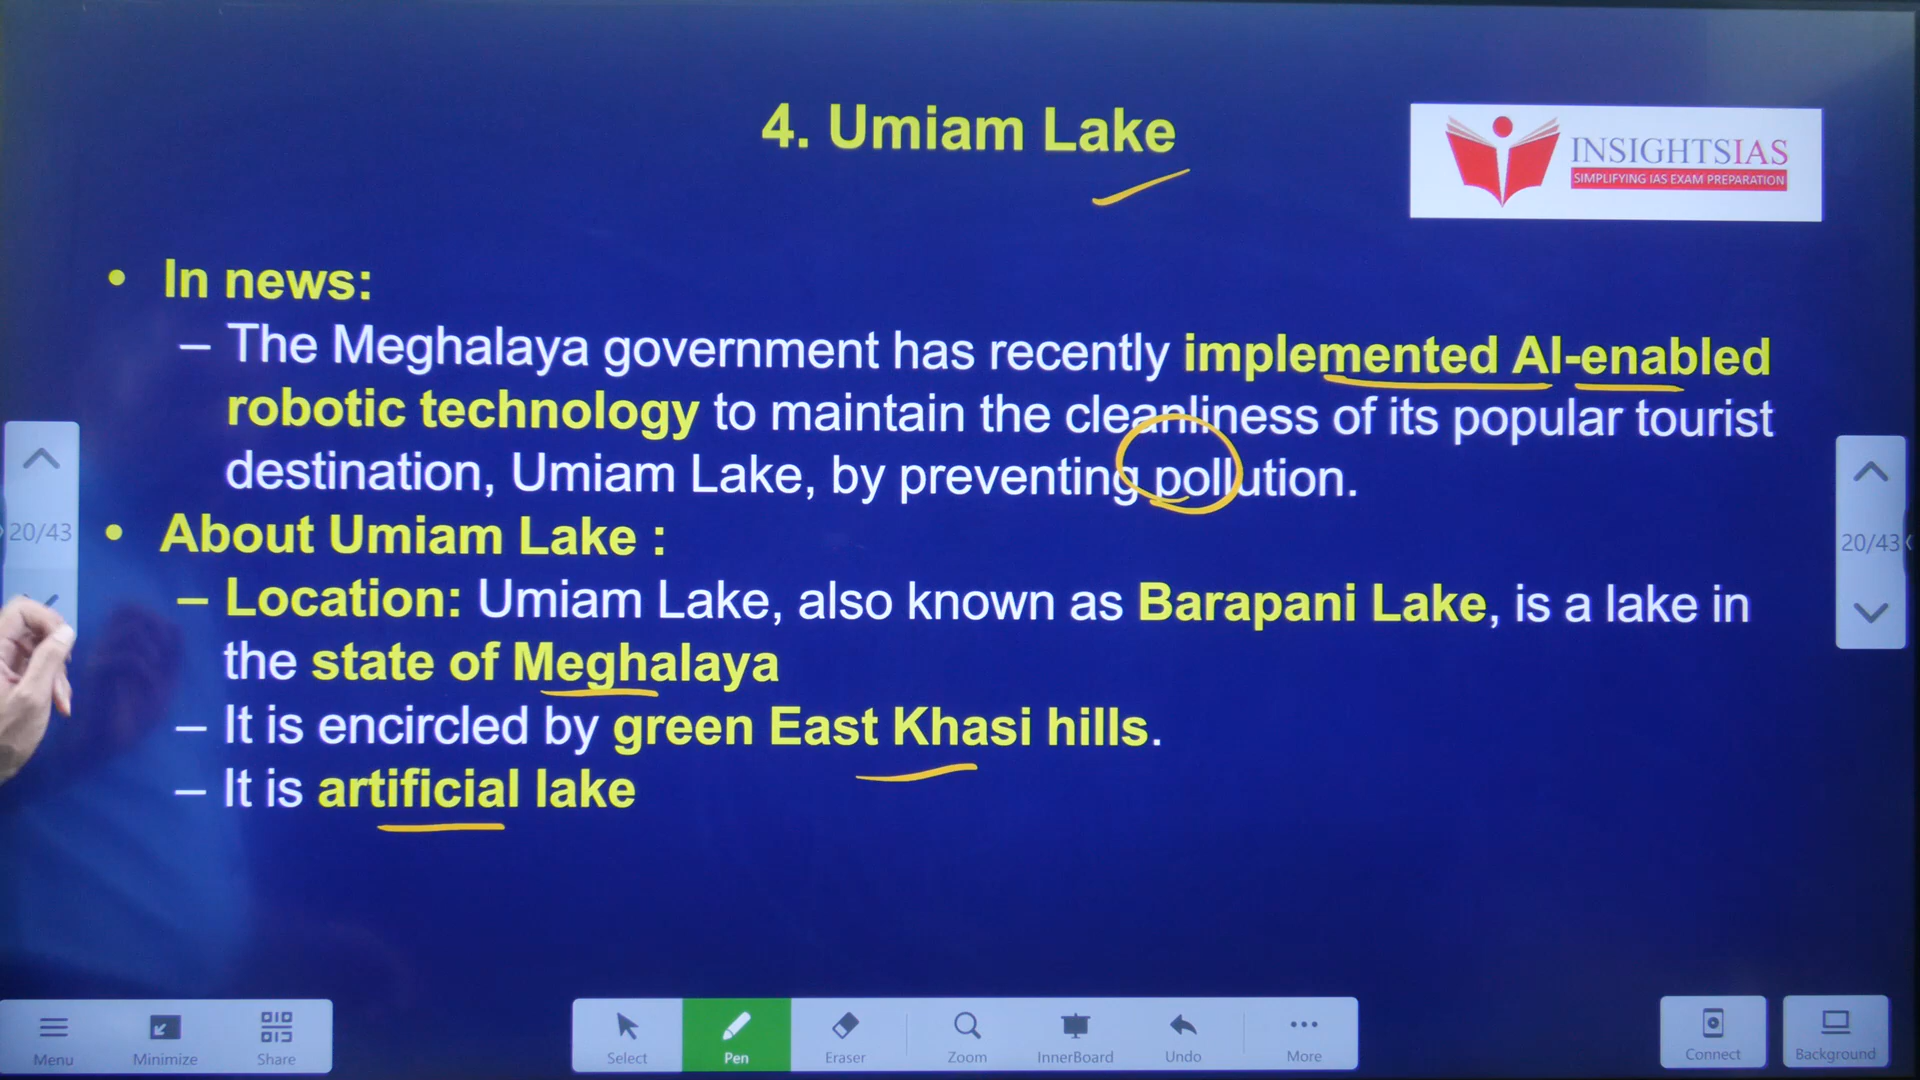 4. Umiam Lake
INSIGHTSIAS
SIMPLIFYING IAS EXAM PREPARATION
• In news:
– The Meghalaya government has recently implemented AI-enabled
robotic technology to maintain the cleanliness of its popular tourist
destination, Umiam Lake, by preventing pollution.
• About Umiam Lake :
– Location: Umiam Lake, also known as Barapani Lake, is a lake in
the state of Meghalaya
– It is encircled by green East Khasi hills.
– It is artificial lake
20/43
20/43
Menu
Minimize
Share
Select
Pen
Eraser
Zoom
InnerBoard
Undo
More
Connect
Background